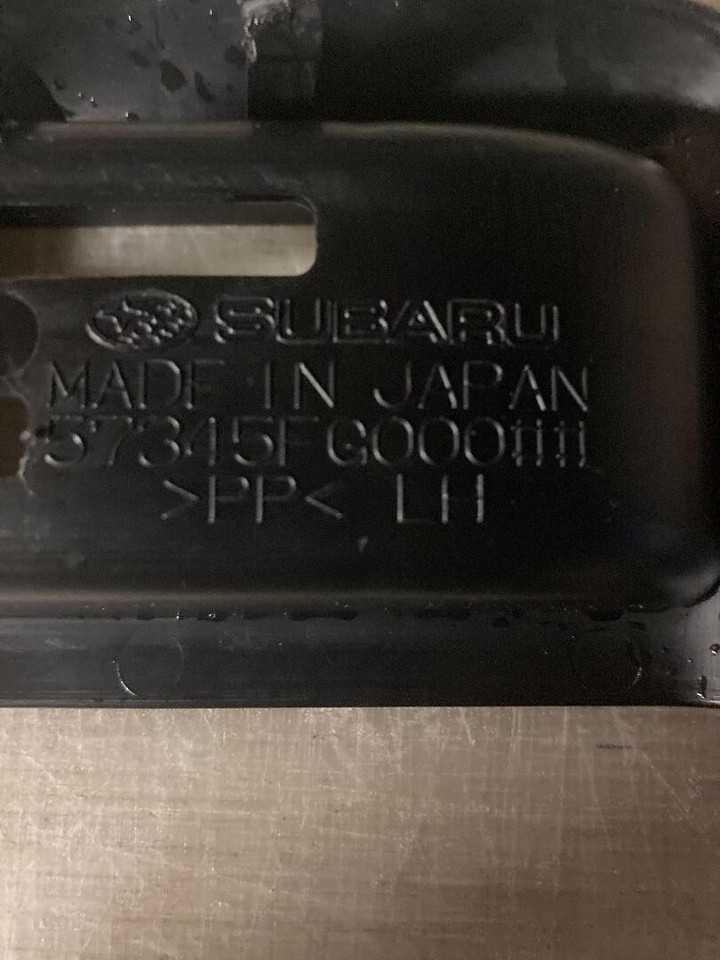 SUBARU
MADE IN JAPAN
57345FG000
>PP< LH